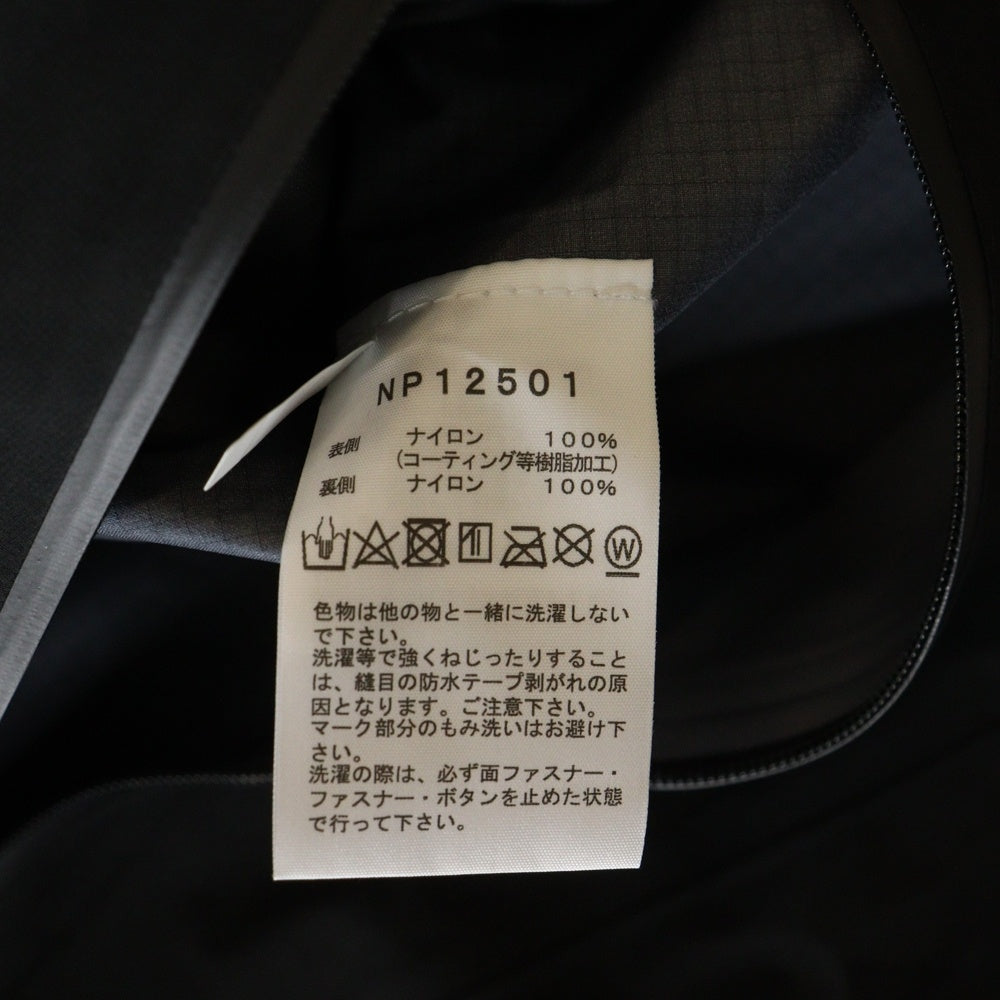 NP12501
表側 ナイロン 100%
(コーティング等樹脂加工)
裏側 ナイロン 100%
W
色物は他の物と一緒に洗濯しない
で下さい。
洗濯等で強くねじったりすること
は、縫目の防水テープ剥がれの原
因となります。ご注意下さい。
マーク部分のもみ洗いはお避け下
さい。
洗濯の際は、必ず面ファスナー・
ファスナー・ボタンを止めた状態
で行って下さい。